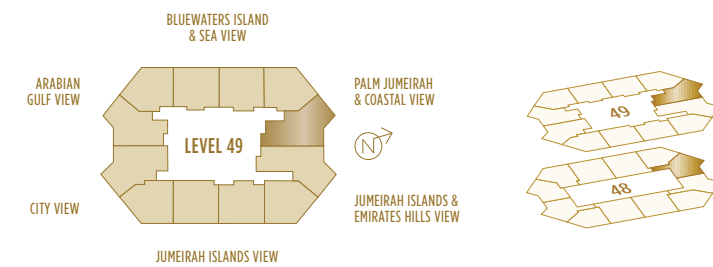 BLUEWATERS ISLAND
& SEA VIEW
ARABIAN
GULF VIEW
PALM JUMEIRAH
& COASTAL VIEW
LEVEL 49
N
CITY VIEW
JUMEIRAH ISLANDS &
EMIRATES HILLS VIEW
JUMEIRAH ISLANDS VIEW
49
48